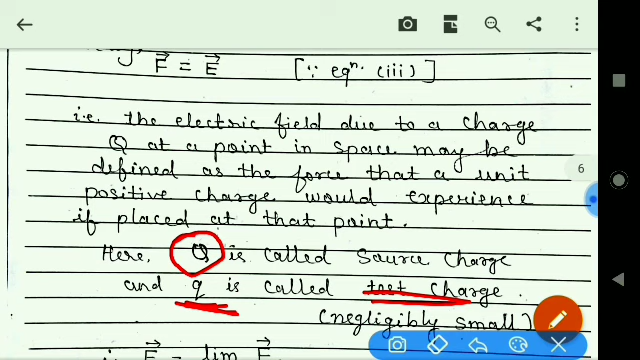 F⃗ = E⃗ [∵ eqⁿ. (iii)]
i.e. the electric field due to a charge
Q at a point in space may be
defined as the force that a unit
positive charge would experience
if placed at that point.
6
Here, Q is called Source Charge
and q is called test charge.
(negligibly small)